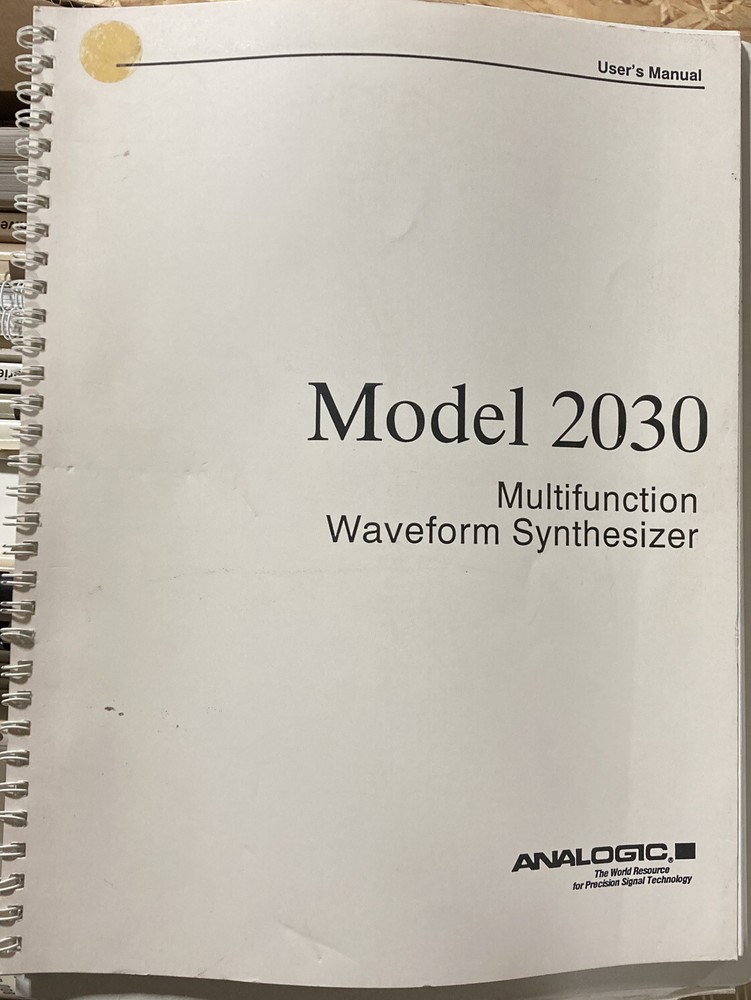 User's Manual
Model 2030
Multifunction
Waveform Synthesizer
ANALOGIC®
The World Resource
for Precision Signal Technology